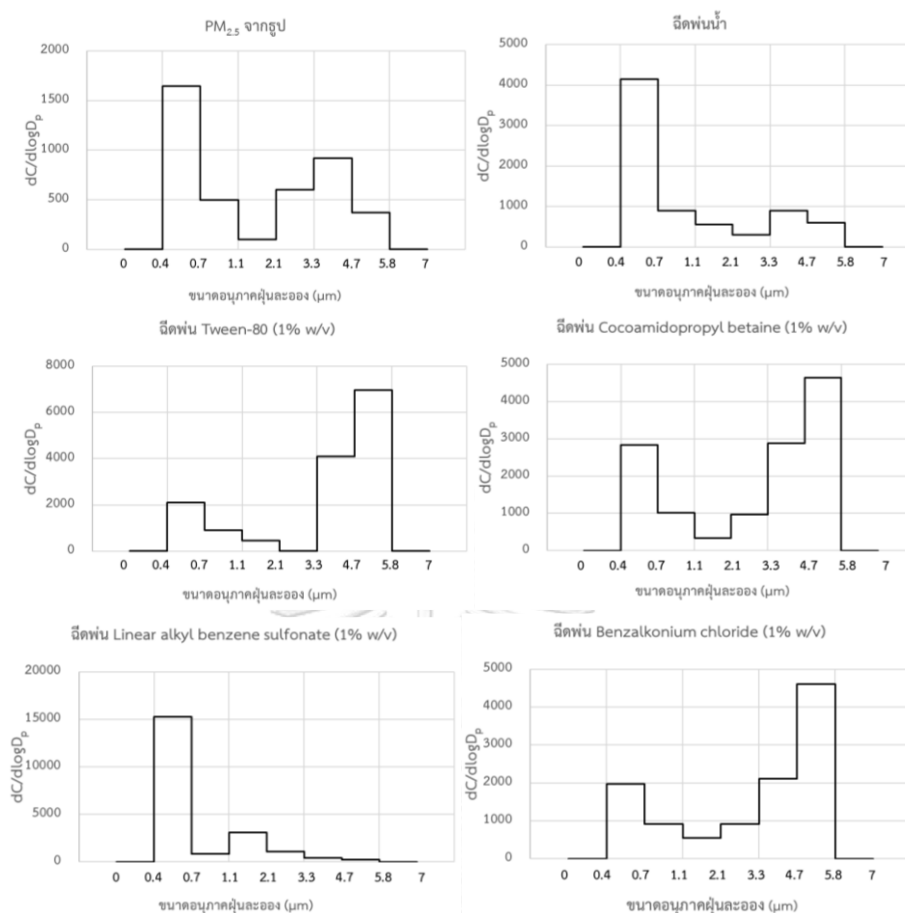 PM2.5 จากธูป
2000
1500
1000
500
0
dC/dlogDp
0 0.4 0.7 1.1 2.1 3.3 4.7 5.8 7
ขนาดอนุภาคฝุ่นละออง (µm)
ฉีดพ่นน้ำ
5000
4000
3000
2000
1000
0
dC/dlogDp
0 0.4 0.7 1.1 2.1 3.3 4.7 5.8 7
ขนาดอนุภาคฝุ่นละออง (µm)
ฉีดพ่น Tween-80 (1% w/v)
8000
6000
4000
2000
0
dC/dlogDp
0 0.4 0.7 1.1 2.1 3.3 4.7 5.8 7
ขนาดอนุภาคฝุ่นละออง (µm)
ฉีดพ่น Cocoamidopropyl betaine (1% w/v)
5000
4000
3000
2000
1000
0
dC/dlogDp
0 0.4 0.7 1.1 2.1 3.3 4.7 5.8 7
ขนาดอนุภาคฝุ่นละออง (µm)
ฉีดพ่น Linear alkyl benzene sulfonate (1% w/v)
20000
15000
10000
5000
0
dC/dlogDp
0 0.4 0.7 1.1 2.1 3.3 4.7 5.8 7
ขนาดอนุภาคฝุ่นละออง (µm)
ฉีดพ่น Benzalkonium chloride (1% w/v)
5000
4000
3000
2000
1000
0
dC/dlogDp
0 0.4 0.7 1.1 2.1 3.3 4.7 5.8 7
ขนาดอนุภาคฝุ่นละออง (µm)